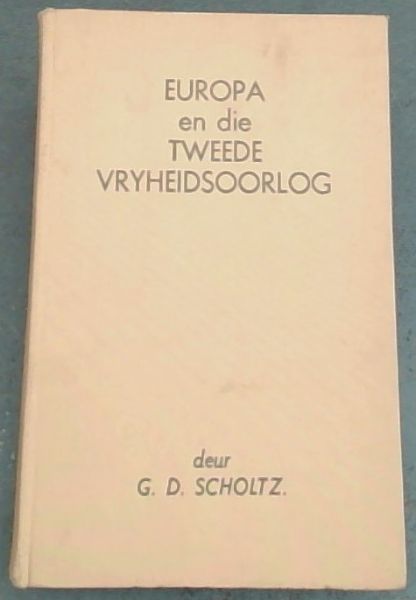 EUROPA
en die
TWEEDE
VRYHEIDSOORLOG
deur
G. D. SCHOLTZ.